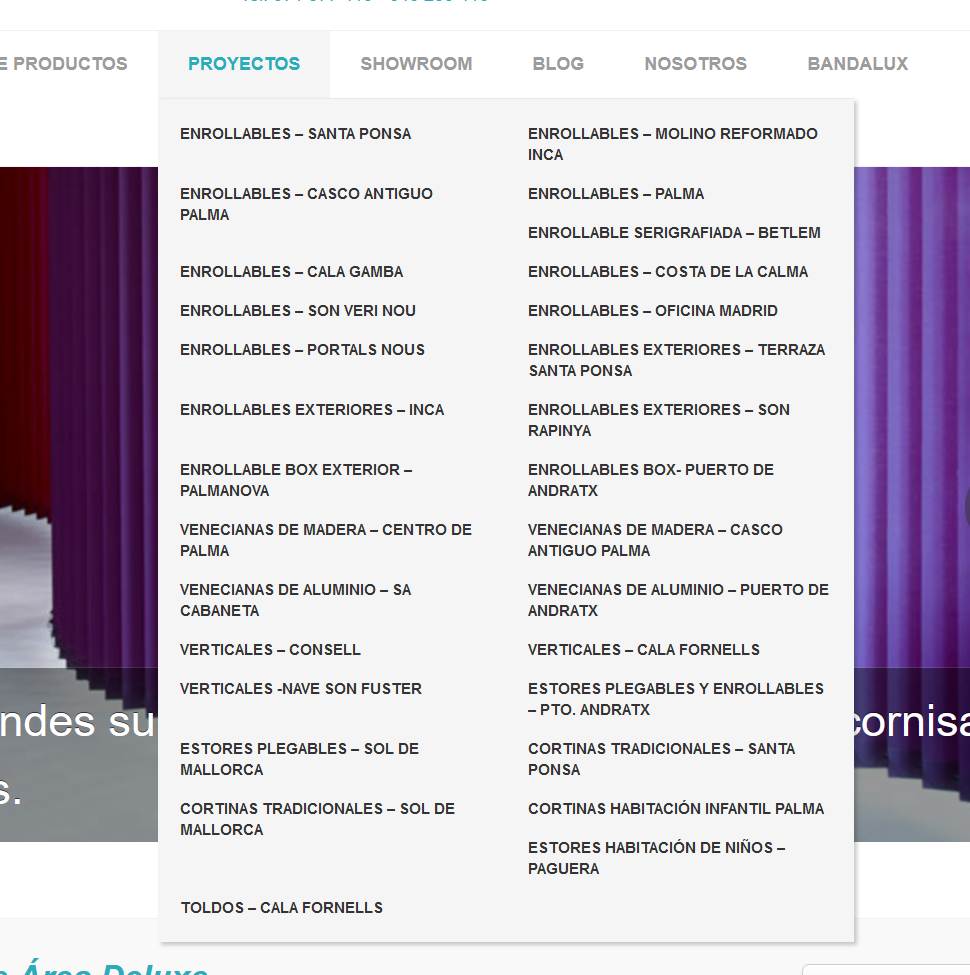 E PRODUCTOS
PROYECTOS
SHOWROOM
BLOG
NOSOTROS
BANDALUX
ENROLLABLES – SANTA PONSA
ENROLLABLES – MOLINO REFORMADO
INCA
ENROLLABLES – CASCO ANTIGUO
PALMA
ENROLLABLES – PALMA
ENROLLABLE SERIGRAFIADA – BETLEM
ENROLLABLES – CALA GAMBA
ENROLLABLES – COSTA DE LA CALMA
ENROLLABLES – SON VERI NOU
ENROLLABLES – OFICINA MADRID
ENROLLABLES – PORTALS NOUS
ENROLLABLES EXTERIORES – TERRAZA
SANTA PONSA
ENROLLABLES EXTERIORES – INCA
ENROLLABLES EXTERIORES – SON
RAPINYA
ENROLLABLE BOX EXTERIOR –
PALMANOVA
ENROLLABLES BOX- PUERTO DE
ANDRATX
VENECIANAS DE MADERA – CENTRO DE
PALMA
VENECIANAS DE MADERA – CASCO
ANTIGUO PALMA
VENECIANAS DE ALUMINIO – SA
CABANETA
VENECIANAS DE ALUMINIO – PUERTO DE
ANDRATX
VERTICALES – CONSELL
VERTICALES – CALA FORNELLS
VERTICALES -NAVE SON FUSTER
ESTORES PLEGABLES Y ENROLLABLES
– PTO. ANDRATX
ndes su
cornisa
s.
ESTORES PLEGABLES – SOL DE
MALLORCA
CORTINAS TRADICIONALES – SANTA
PONSA
CORTINAS TRADICIONALES – SOL DE
MALLORCA
CORTINAS HABITACIÓN INFANTIL PALMA
ESTORES HABITACIÓN DE NIÑOS –
PAGUERA
TOLDOS – CALA FORNELLS
Área Deluxe